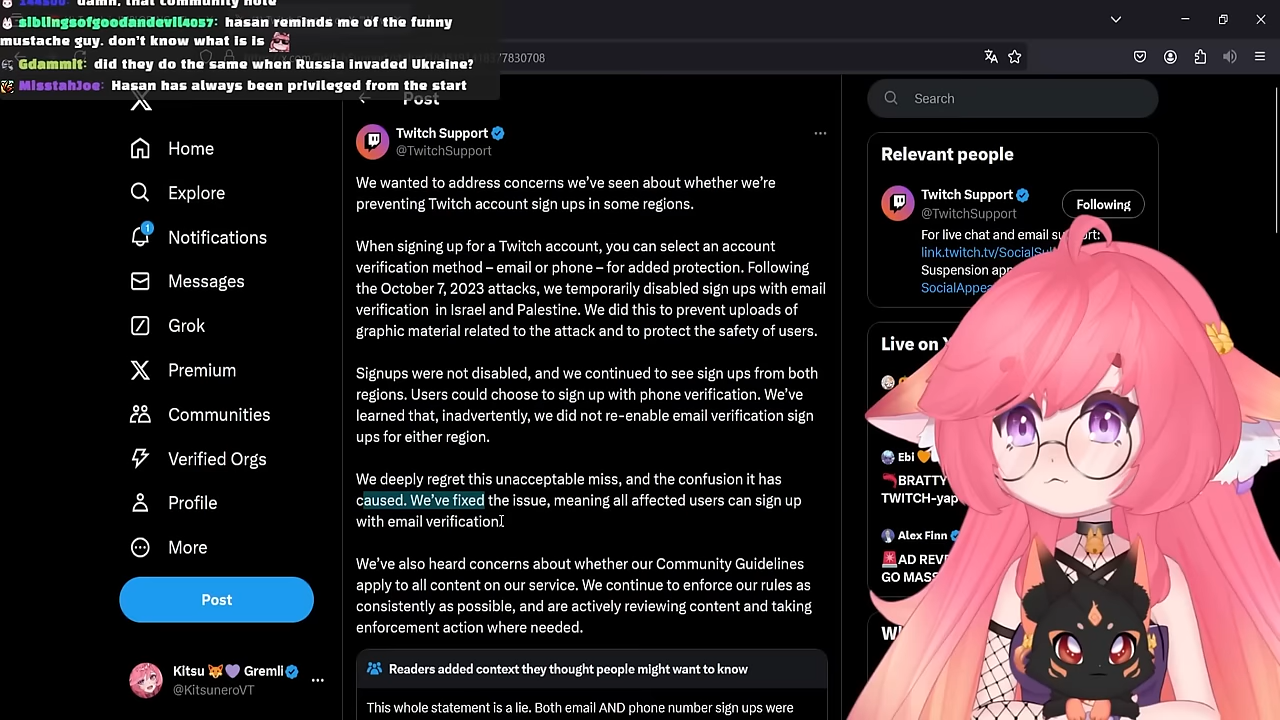 siblingsofgoodandevil4057: hasan reminds me of the funny
mustache guy. don't know what is is
Gdammit: did they do the same when Russia invaded Ukraine?
MisstahJoe: Hasan has always been privileged from the start
7830708
Post
Search
Home
Explore
1
Notifications
Messages
Grok
Premium
Communities
Verified Orgs
Profile
More
Post
Kitsu 🦊💜 Gremli
@KitsuneroVT
Twitch Support
@TwitchSupport
We wanted to address concerns we've seen about whether we're
preventing Twitch account sign ups in some regions.
When signing up for a Twitch account, you can select an account
verification method – email or phone – for added protection. Following
the October 7, 2023 attacks, we temporarily disabled sign ups with email
verification in Israel and Palestine. We did this to prevent uploads of
graphic material related to the attack and to protect the safety of users.
Signups were not disabled, and we continued to see sign ups from both
regions. Users could choose to sign up with phone verification. We've
learned that, inadvertently, we did not re-enable email verification sign
ups for either region.
We deeply regret this unacceptable miss, and the confusion it has
caused. We've fixed the issue, meaning all affected users can sign up
with email verification.
We've also heard concerns about whether our Community Guidelines
apply to all content on our service. We continue to enforce our rules as
consistently as possible, and are actively reviewing content and taking
enforcement action where needed.
Readers added context they thought people might want to know
This whole statement is a lie. Both email AND phone number sign ups were
Relevant people
Twitch Support
@TwitchSupport
Following
For live chat and email support:
link.twitch.tv/SocialSu
Suspension app
SocialAppea
Live on
Ebi 🧡
BRATTY
TWITCH-yap
Alex Finn
🚨AD REVE
GO MASS